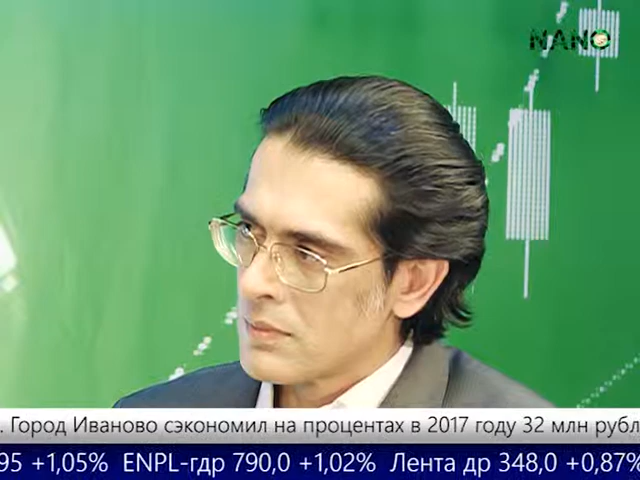 NANO
. Город Иваново сэкономил на процентах в 2017 году 32 млн рубл
95 +1,05% ENPL-гдр 790,0 +1,02% Лента др 348,0 +0,87%